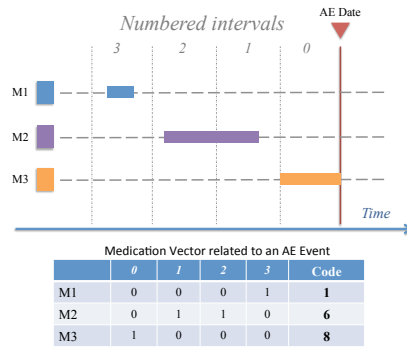 AE Date
Numbered intervals
3 2 1 0
M1
M2
M3
Time
Medication Vector related to an AE Event
0 1 2 3 Code
M1 0 0 0 1 1
M2 0 1 1 0 6
M3 1 0 0 0 8